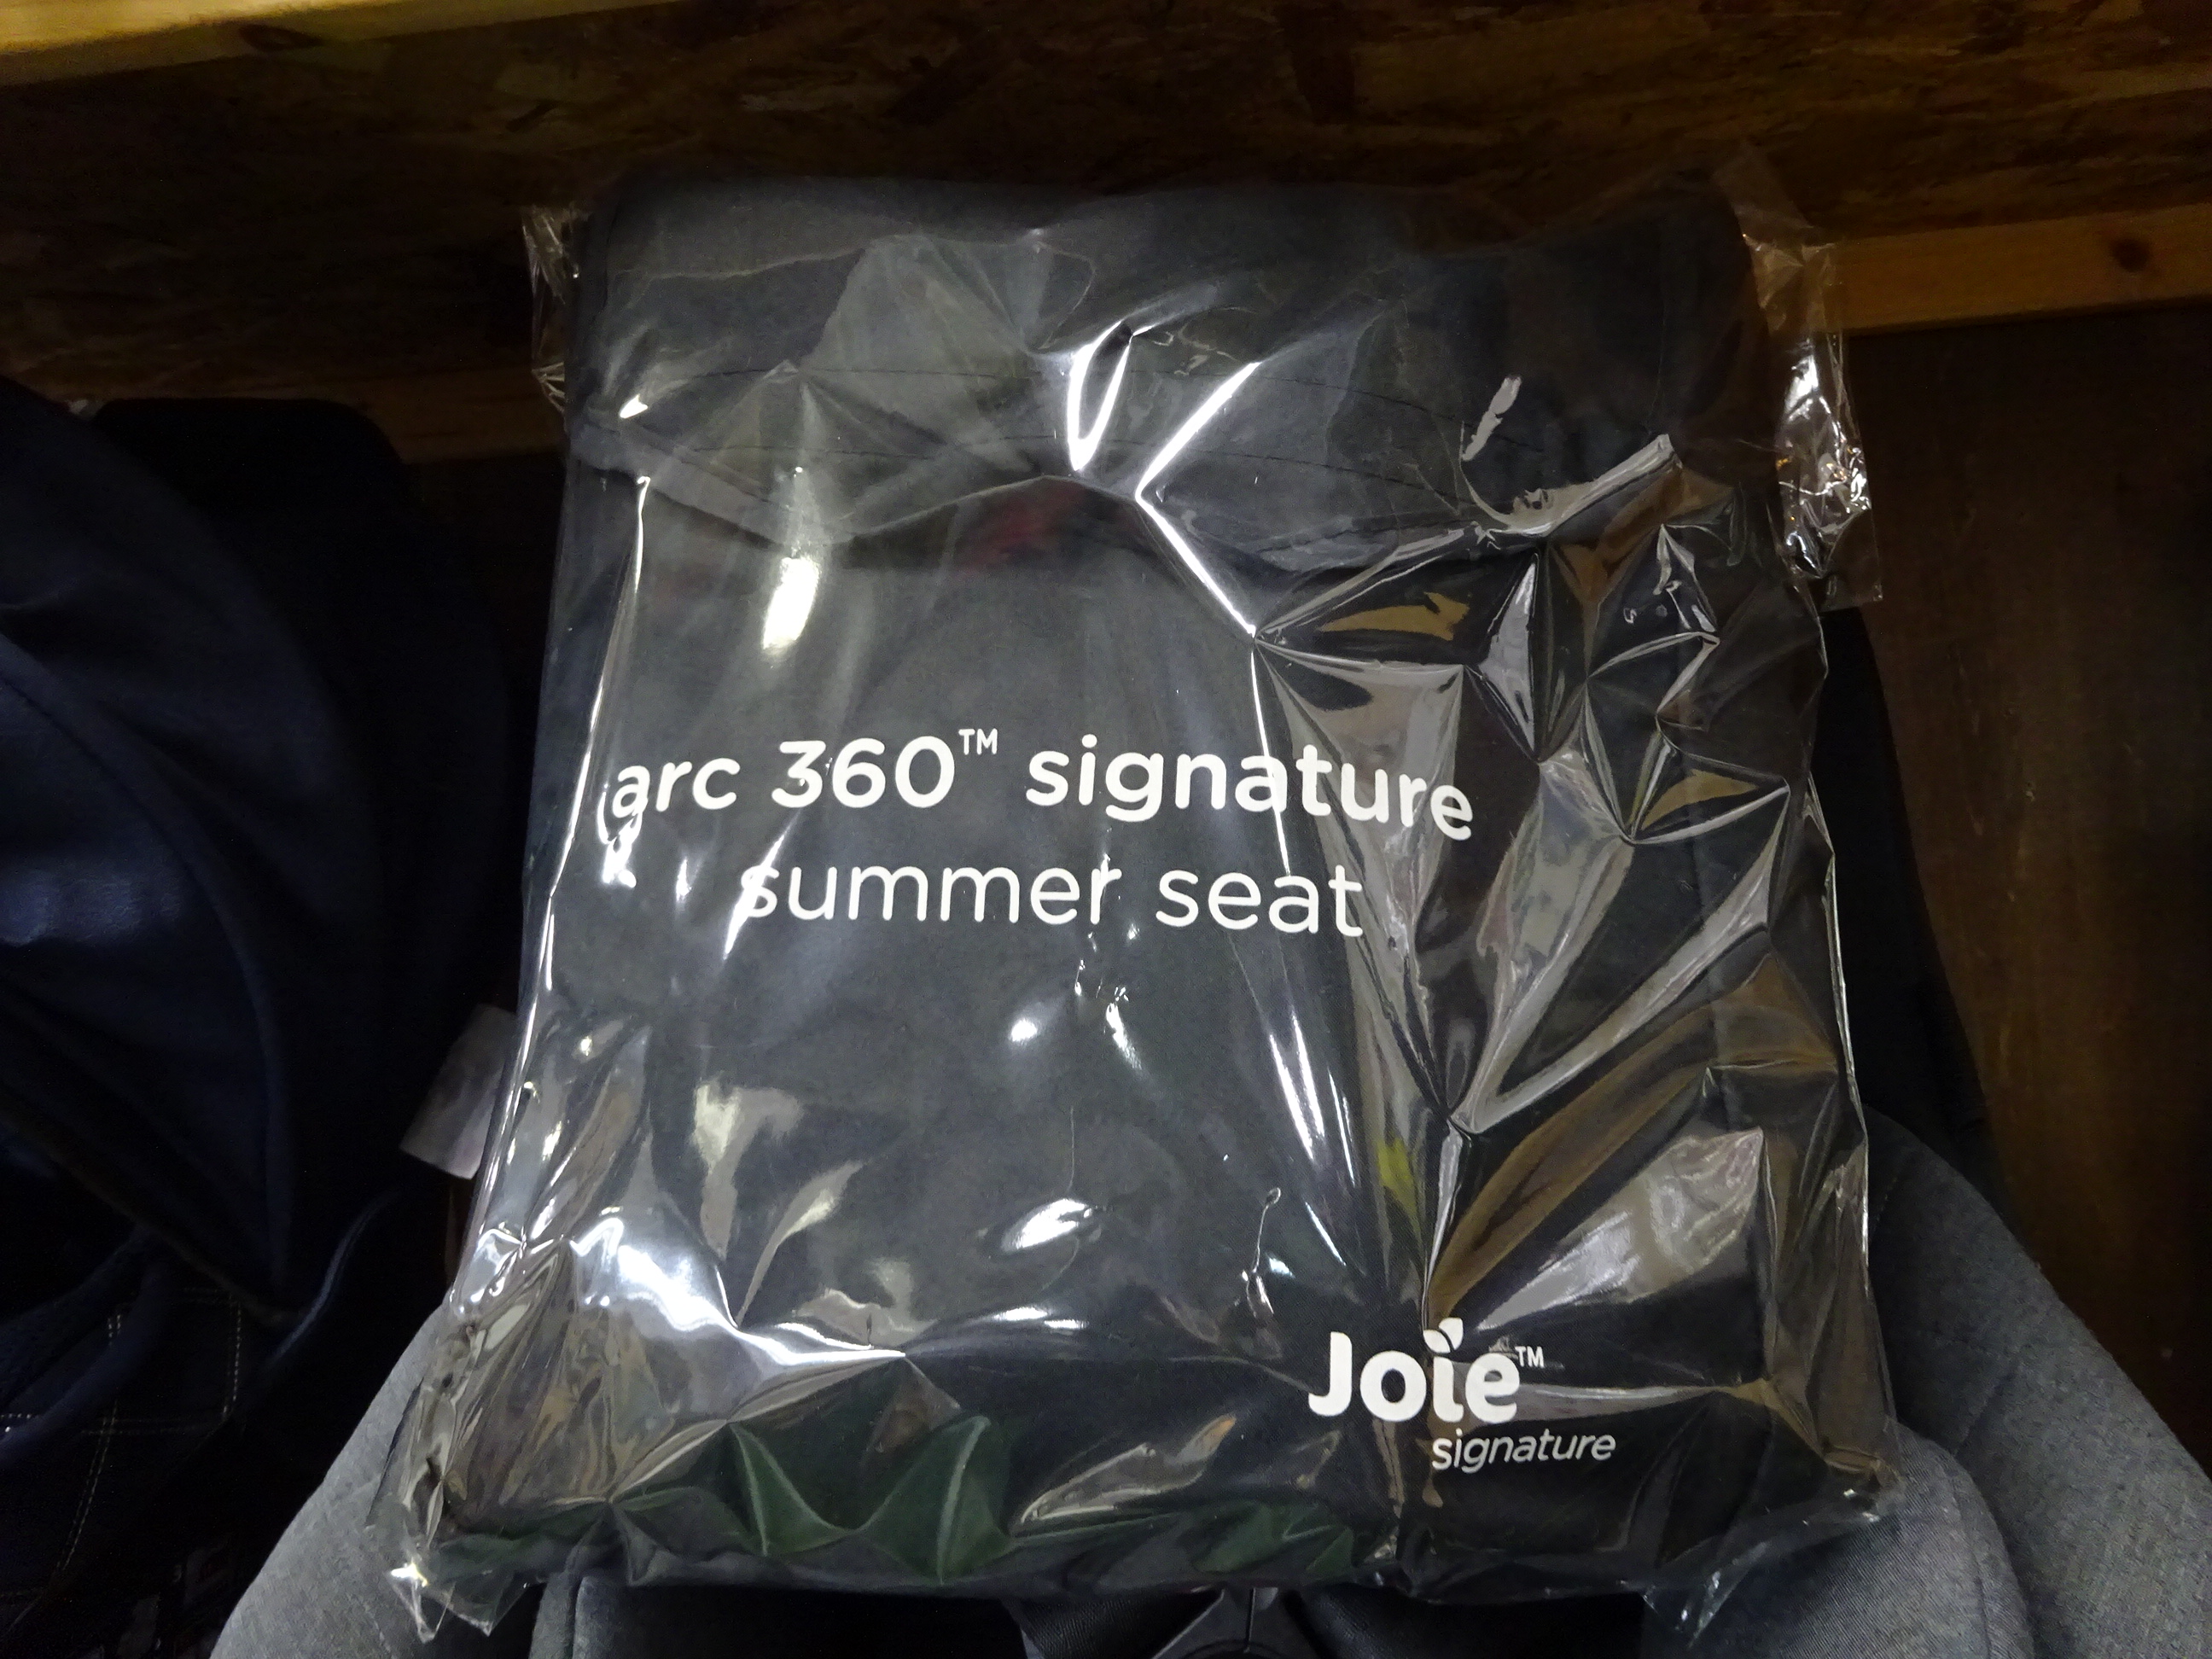 arc 360™ signature
summer seat
Joie™
signature